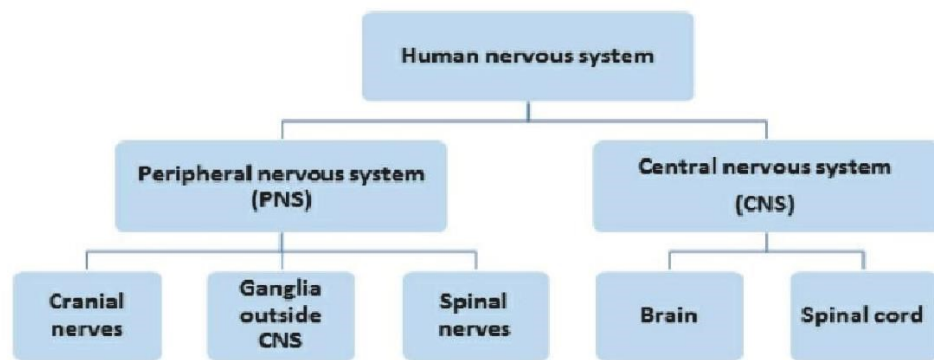 Human nervous system
Peripheral nervous system
(PNS)
Central nervous system
(CNS)
Cranial
nerves
Ganglia
outside
CNS
Spinal
nerves
Brain
Spinal cord